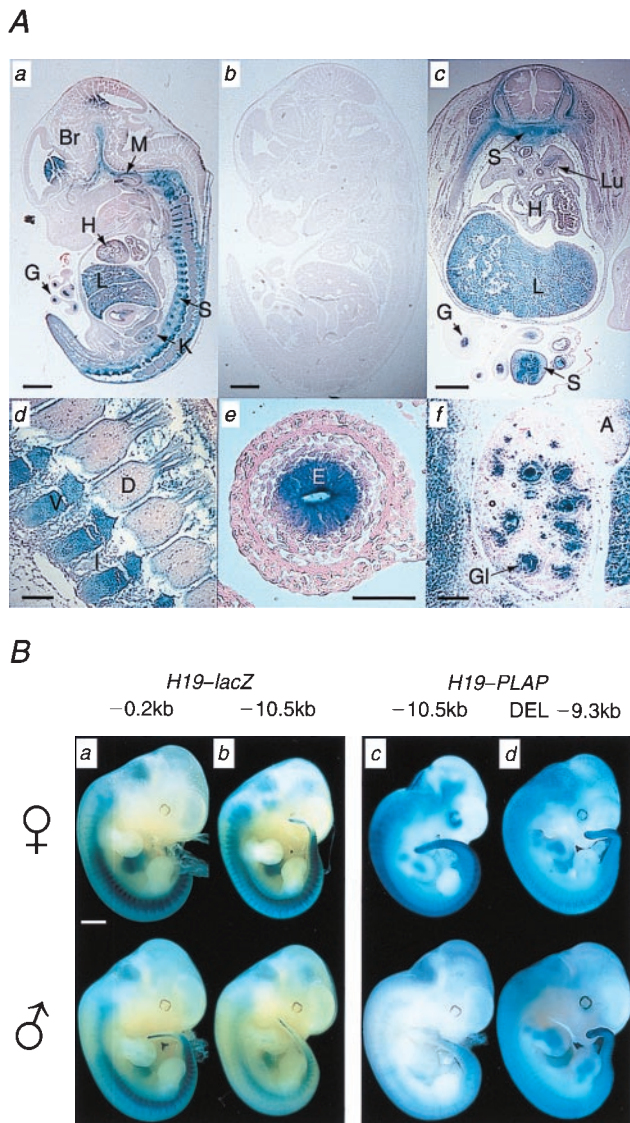 A
a
b
c
Br
M
H
G
L
S
K
S
Lu
H
L
G
S
d
e
f
V
D
I
E
A
Gl
B
H19–lacZ
H19–PLAP
−0.2kb
−10.5kb
−10.5kb
DEL −9.3kb
a
b
c
d
♀
♂